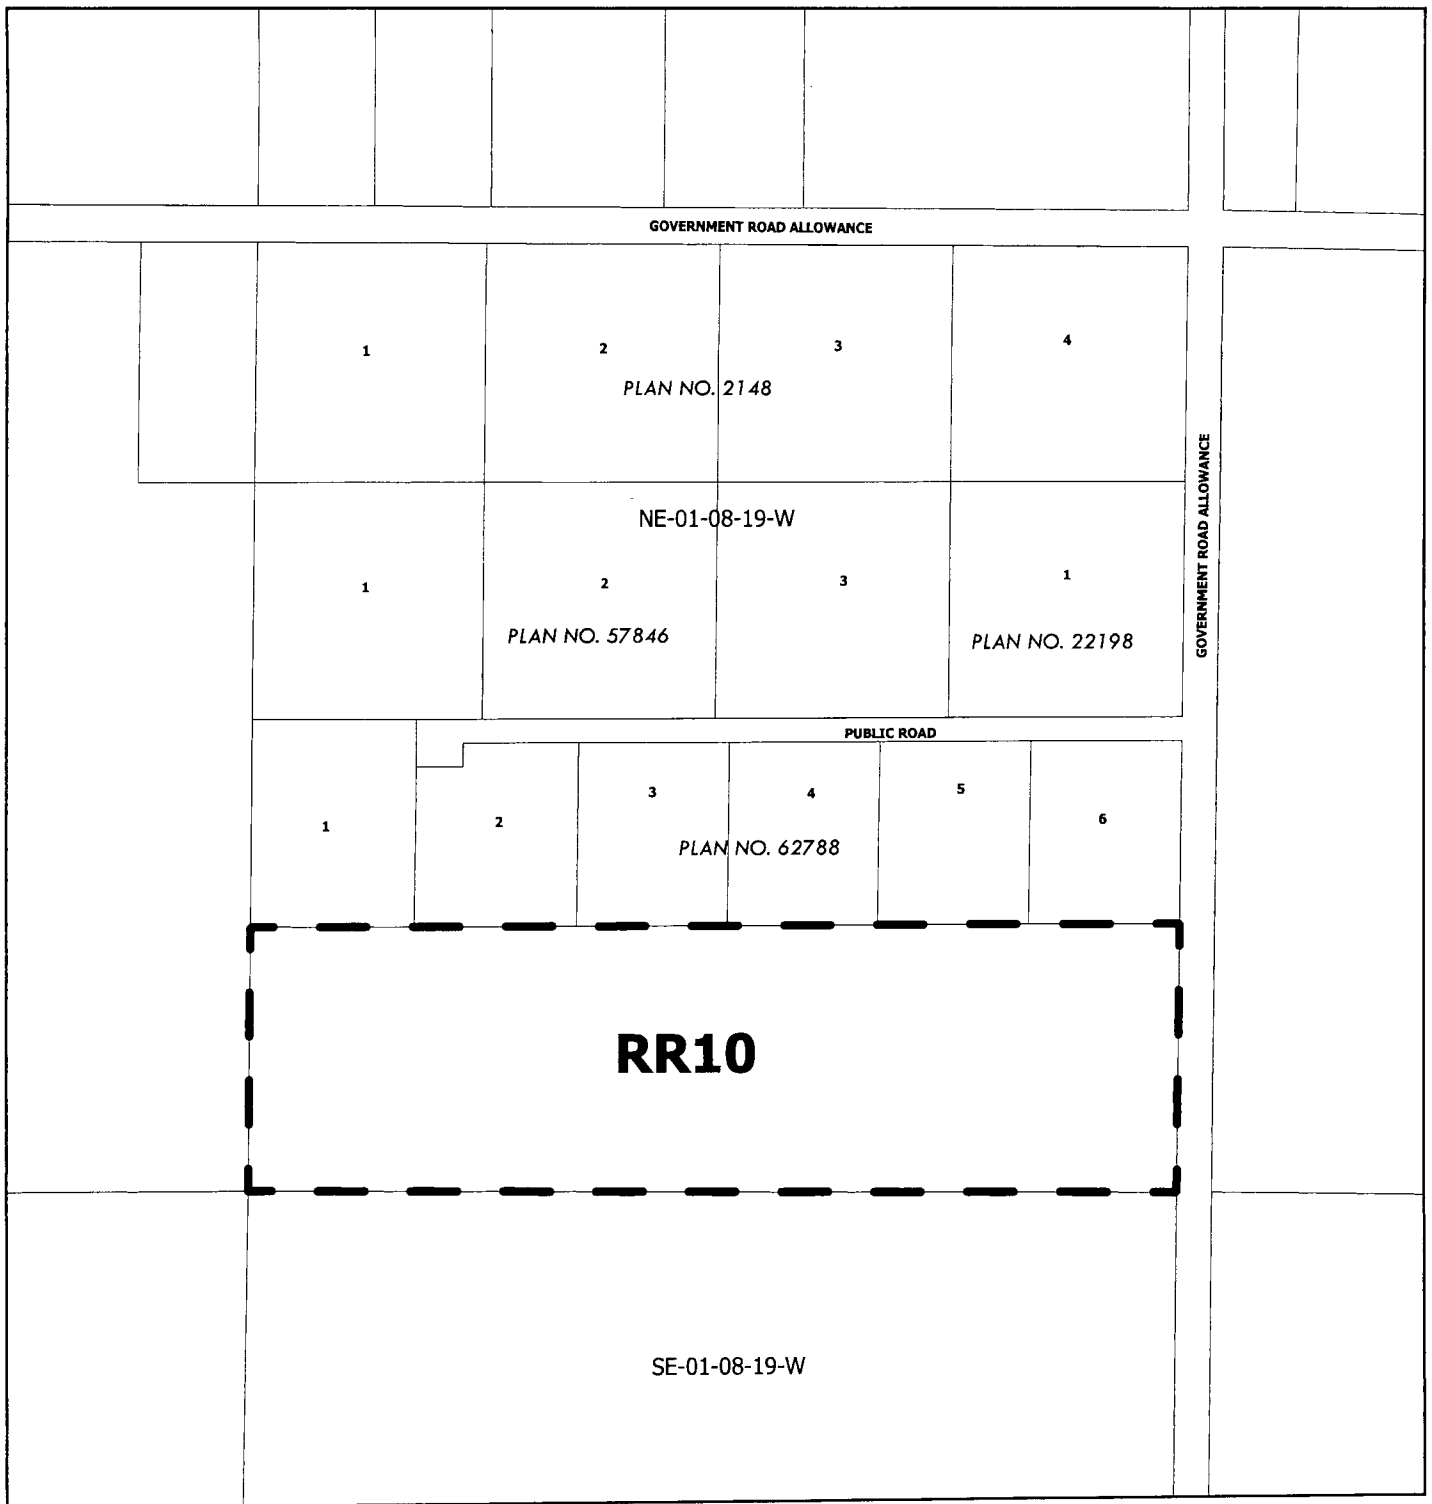 GOVERNMENT ROAD ALLOWANCE
1
2
3
4
PLAN NO. 2148
GOVERNMENT ROAD ALLOWANCE
NE-01-08-19-W
1
2
3
1
PLAN NO. 57846
PLAN NO. 22198
PUBLIC ROAD
1
2
3
4
5
6
PLAN NO. 62788
RR10
SE-01-08-19-W